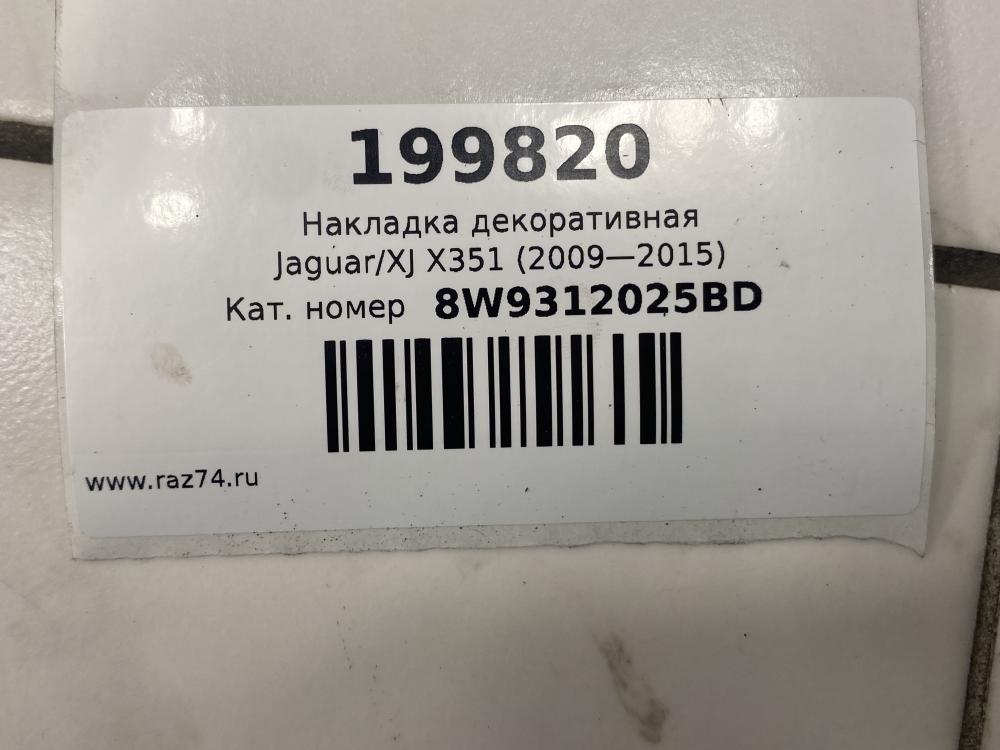 199820
Накладка декоративная
Jaguar/XJ X351 (2009—2015)
Кат. номер 8W9312025BD
www.raz74.ru